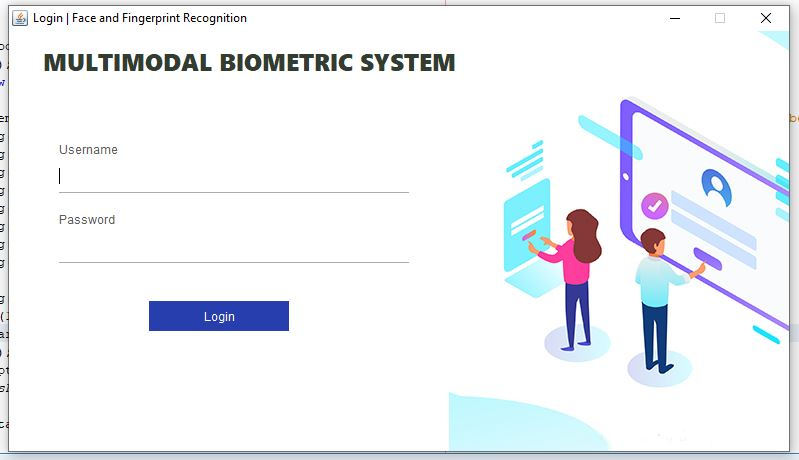 Login | Face and Fingerprint Recognition
MULTIMODAL BIOMETRIC SYSTEM
Username
Password
Login